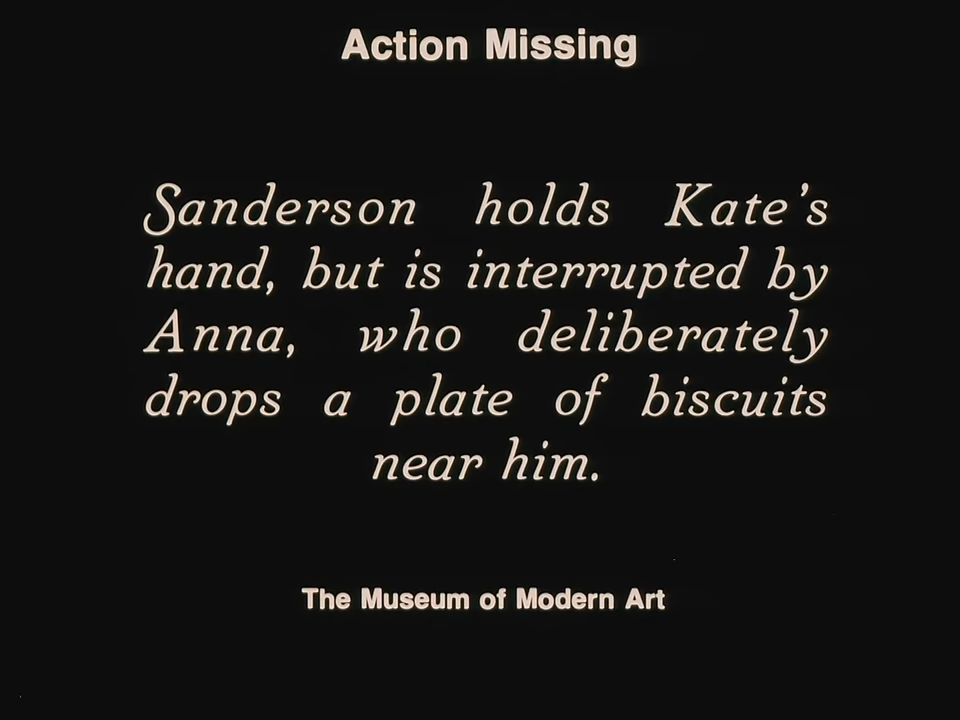 Action Missing
Sanderson holds Kate's
hand, but is interrupted by
Anna, who deliberately
drops a plate of biscuits
near him.
The Museum of Modern Art